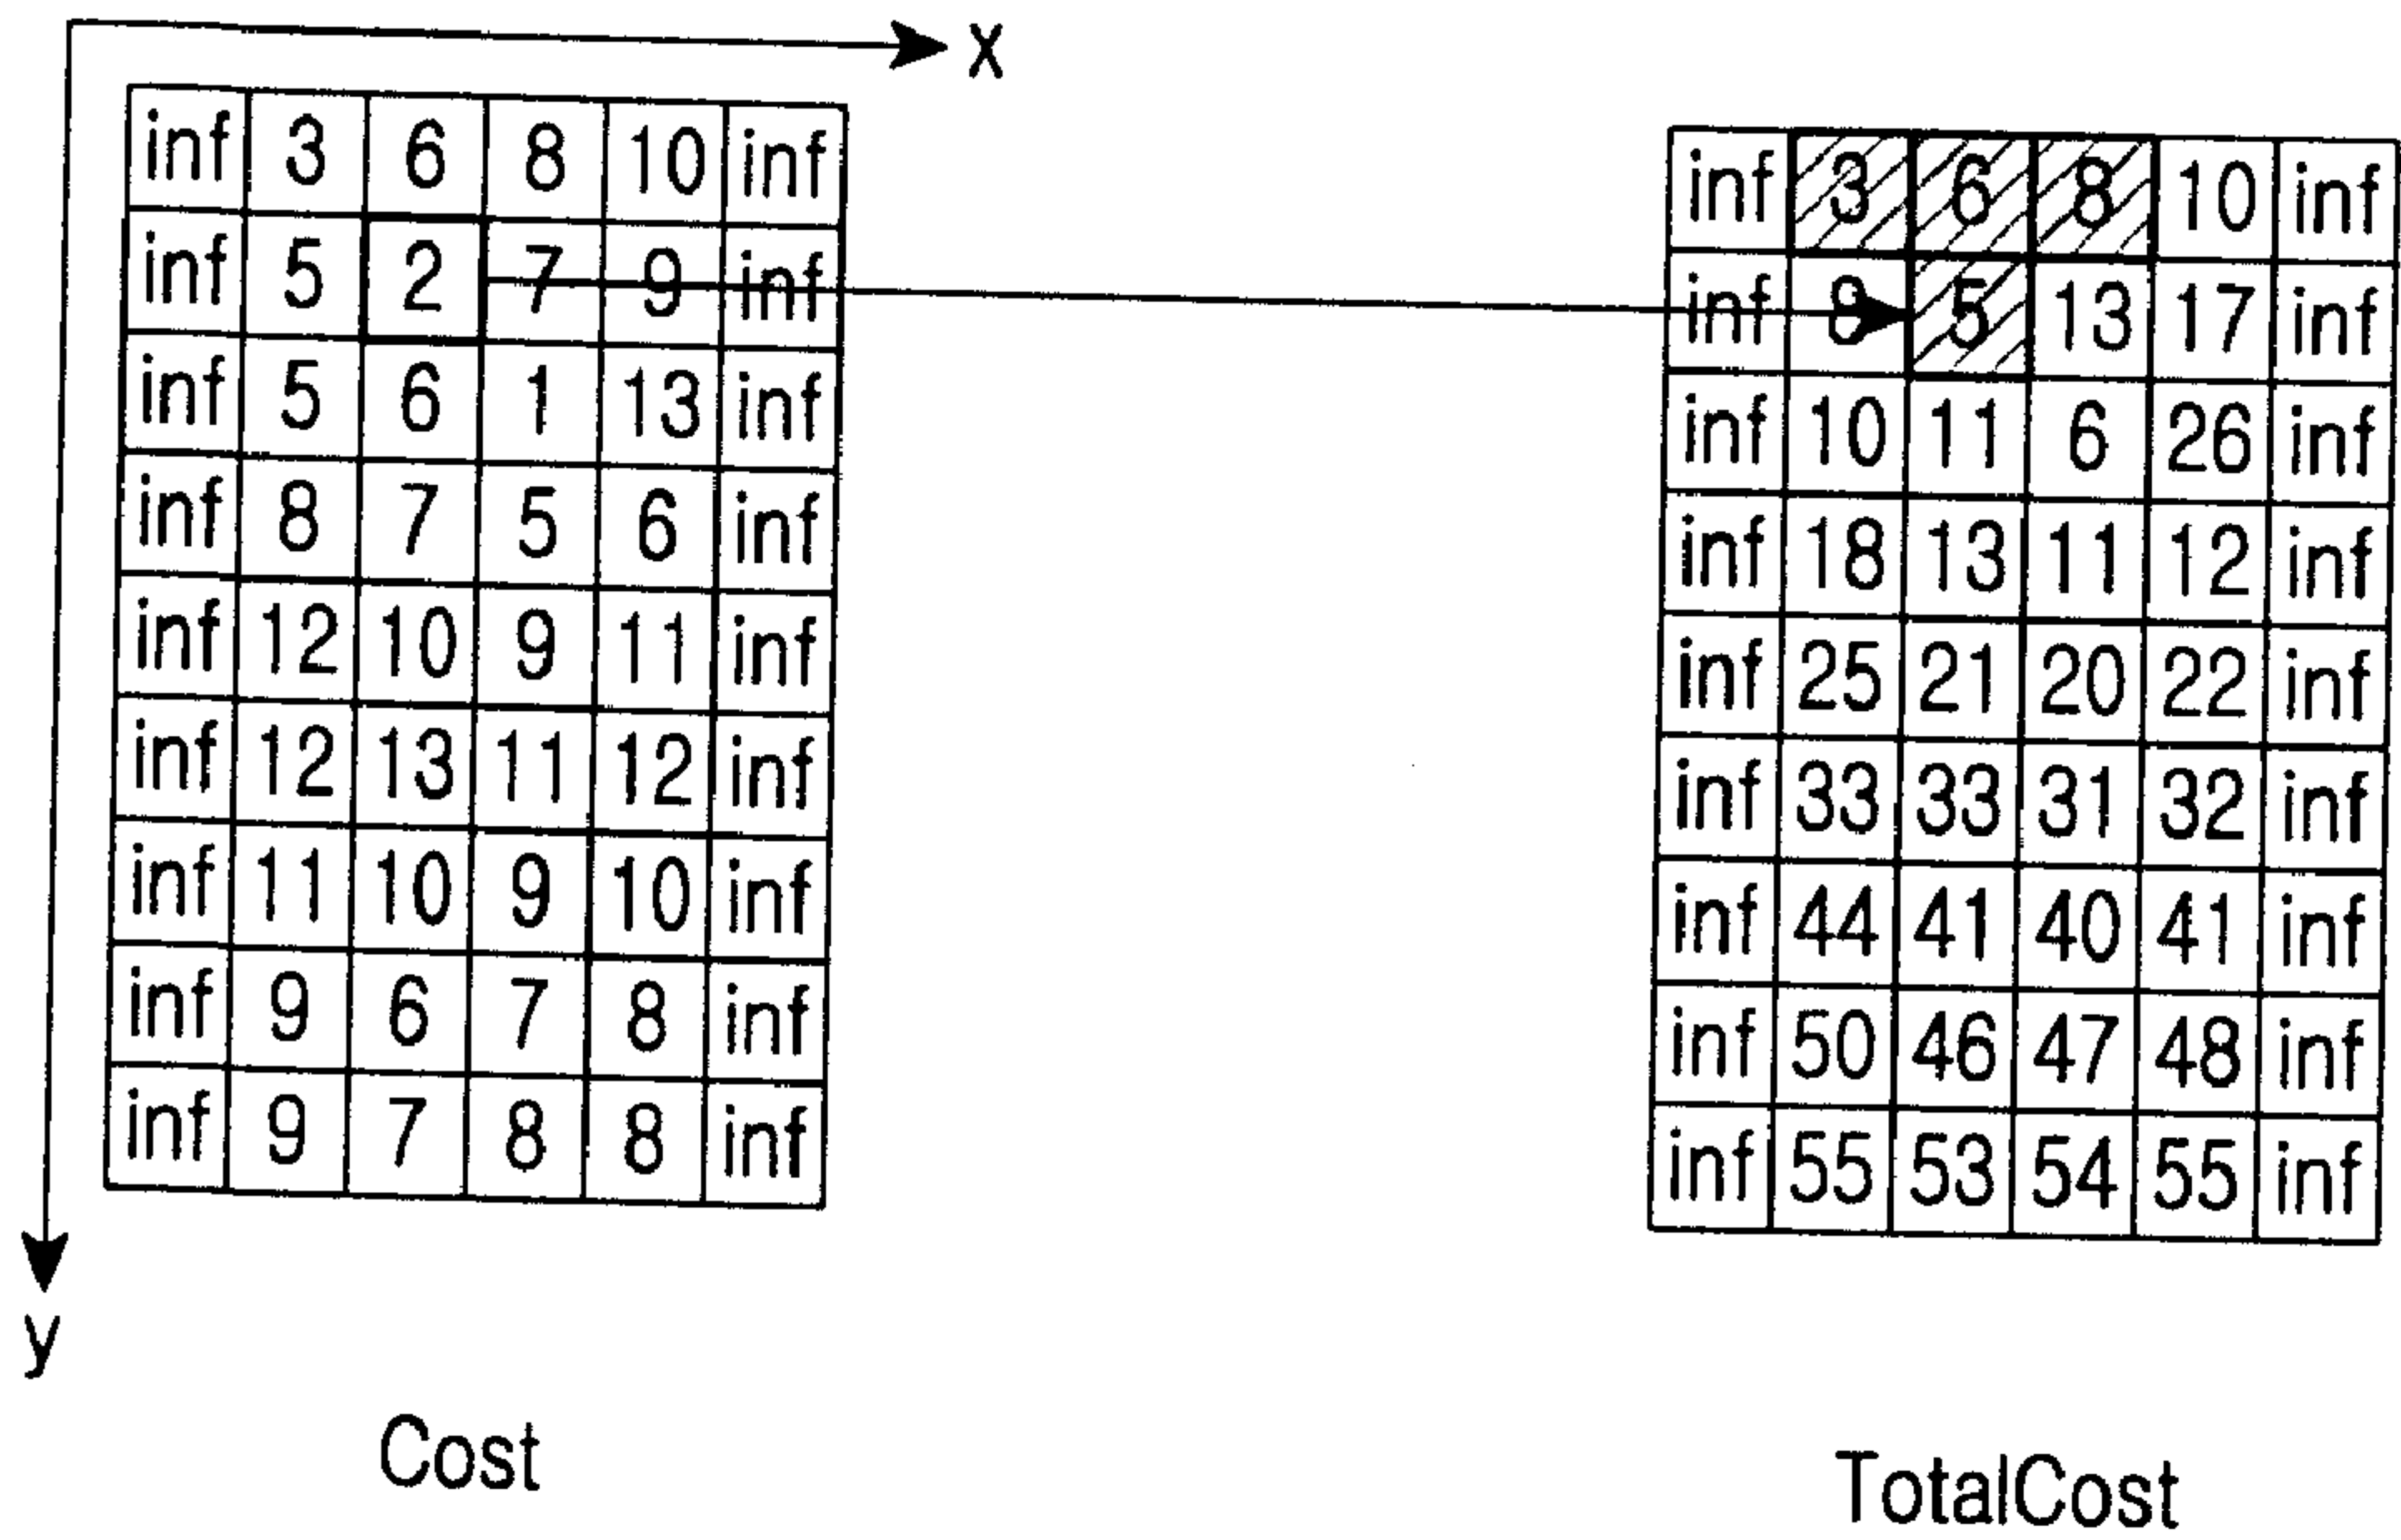 x
inf 3 6 8 10 inf
inf 5 2 7 9 inf
inf 5 6 1 13 inf
inf 8 7 5 6 inf
inf 12 10 9 11 inf
inf 12 13 11 12 inf
inf 11 10 9 10 inf
inf 9 6 7 8 inf
inf 9 7 8 8 inf
y
Cost
inf 3 6 8 10 inf
inf 8 5 13 17 inf
inf 10 11 6 26 inf
inf 18 13 11 12 inf
inf 25 21 20 22 inf
inf 33 33 31 32 inf
inf 44 41 40 41 inf
inf 50 46 47 48 inf
inf 55 53 54 55 inf
TotalCost